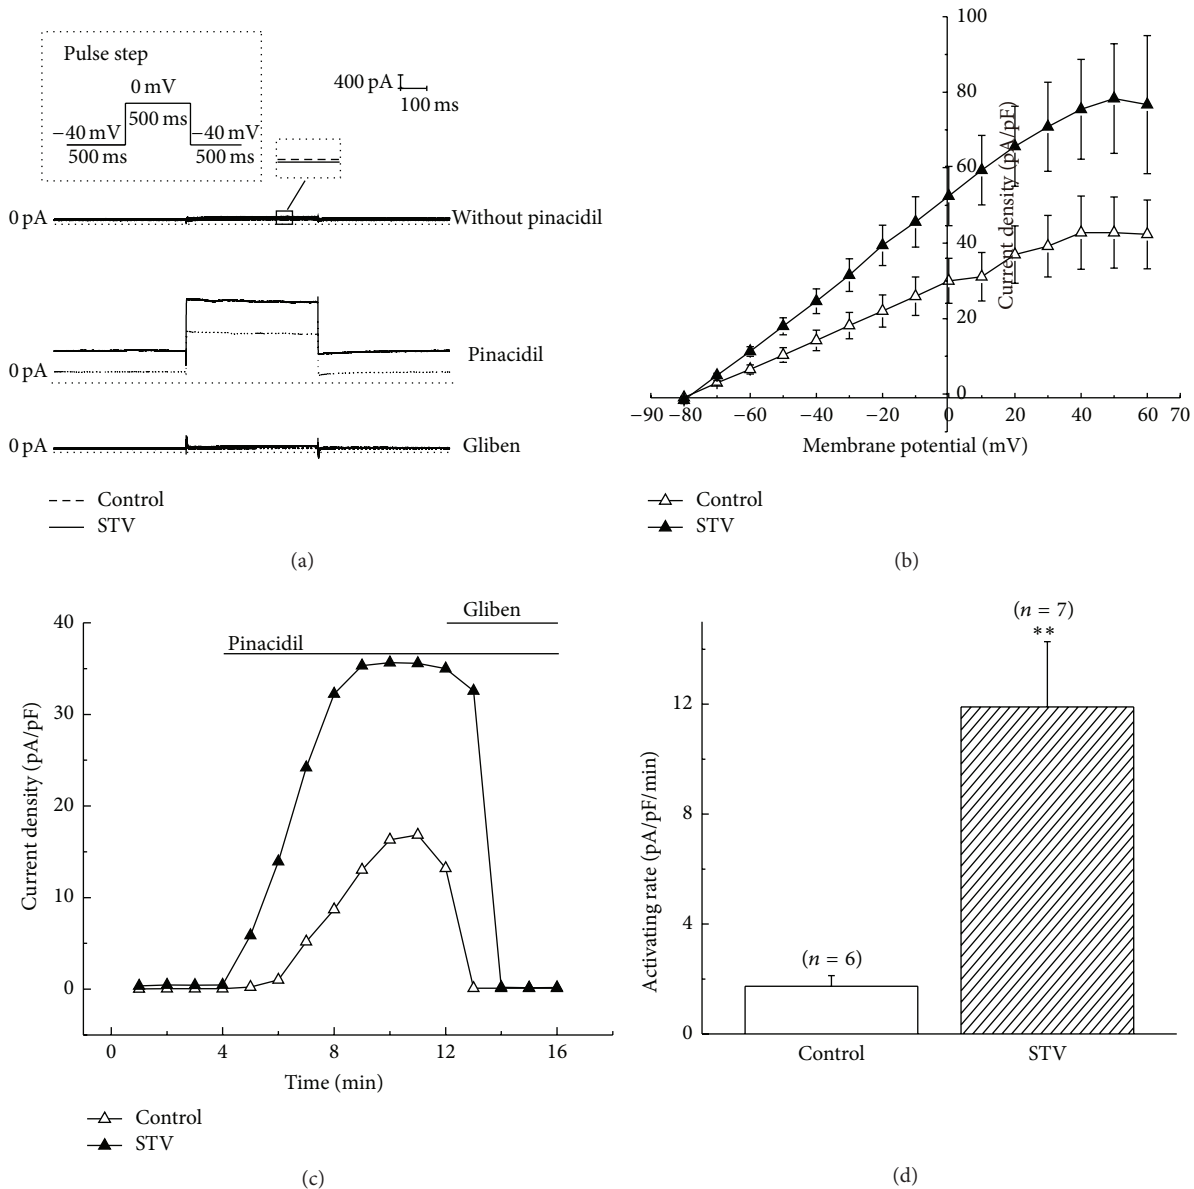 Pulse step
0 mV
500 ms
−40 mV
500 ms
−40 mV
500 ms
400 pA
100 ms
0 pA
Without pinacidil
Pinacidil
0 pA
0 pA
Gliben
Control
STV
(a)
100
80
60
40
20
0
Current density (pA/pF)
−90 −80 −60 −40 −20 0 20 40 60 70
Membrane potential (mV)
Control
STV
(b)
Gliben
Pinacidil
40
30
20
10
0
Current density (pA/pF)
0 4 8 12 16
Time (min)
Control
STV
(c)
(n = 7)
**
(n = 6)
12
8
4
0
Activating rate (pA/pF/min)
Control STV
(d)